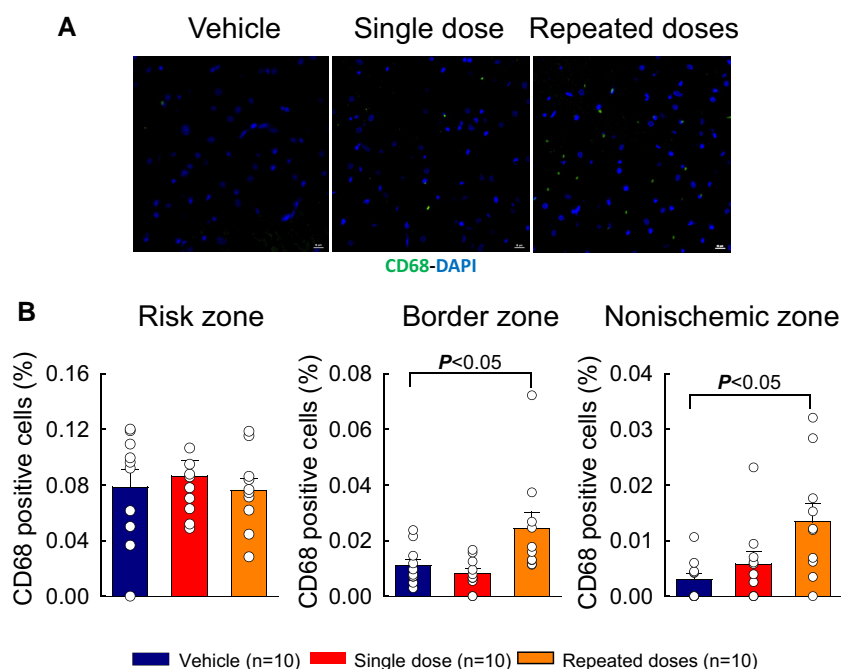 A
Vehicle Single dose Repeated doses
CD68-DAPI
B
Risk zone Border zone Nonischemic zone
CD68 positive cells (%)
0.16
0.12
0.08
0.04
0.00
CD68 positive cells (%)
0.08
0.06
0.04
0.02
0.00
P<0.05
CD68 positive cells (%)
0.04
0.03
0.02
0.01
0.00
P<0.05
Vehicle (n=10) Single dose (n=10) Repeated doses (n=10)